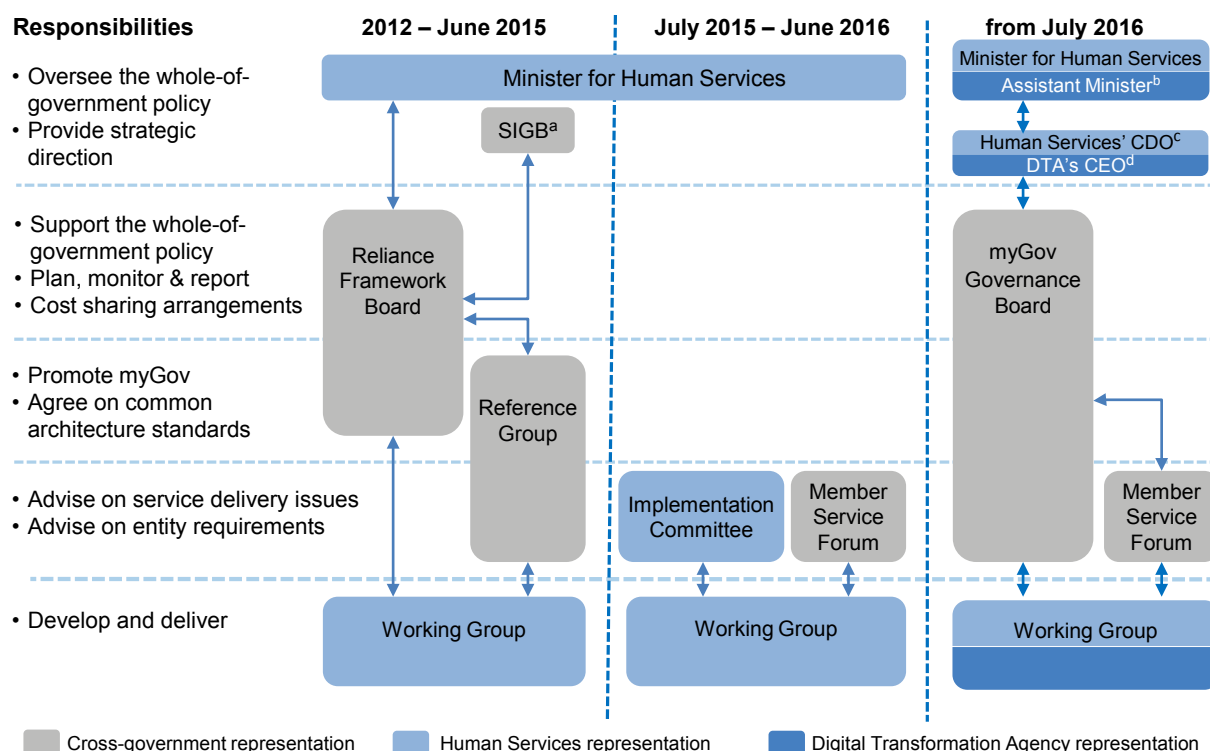 Responsibilities
2012 – June 2015
July 2015 – June 2016
from July 2016
• Oversee the whole-of-
government policy
• Provide strategic
direction
Minister for Human Services
SIGBᵃ
Minister for Human Services
Assistant Ministerᵇ
Human Services' CDOᶜ
DTA's CEOᵈ
• Support the whole-of-
government policy
• Plan, monitor & report
• Cost sharing arrangements
Reliance
Framework
Board
myGov
Governance
Board
• Promote myGov
• Agree on common
architecture standards
Reference
Group
• Advise on service delivery issues
• Advise on entity requirements
Implementation
Committee
Member
Service
Forum
Member
Service
Forum
• Develop and deliver
Working Group
Working Group
Working Group
Cross-government representation
Human Services representation
Digital Transformation Agency representation